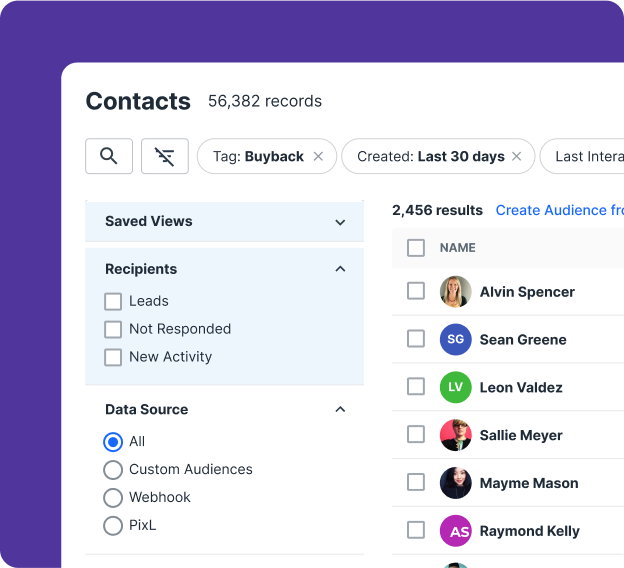 Contacts 56,382 records
Tag: Buyback Created: Last 30 days Last Intera
Saved Views
Recipients
Leads
Not Responded
New Activity
Data Source
All
Custom Audiences
Webhook
PixL
2,456 results Create Audience fro
NAME
Alvin Spencer
SG Sean Greene
LV Leon Valdez
Sallie Meyer
Mayme Mason
AS Raymond Kelly